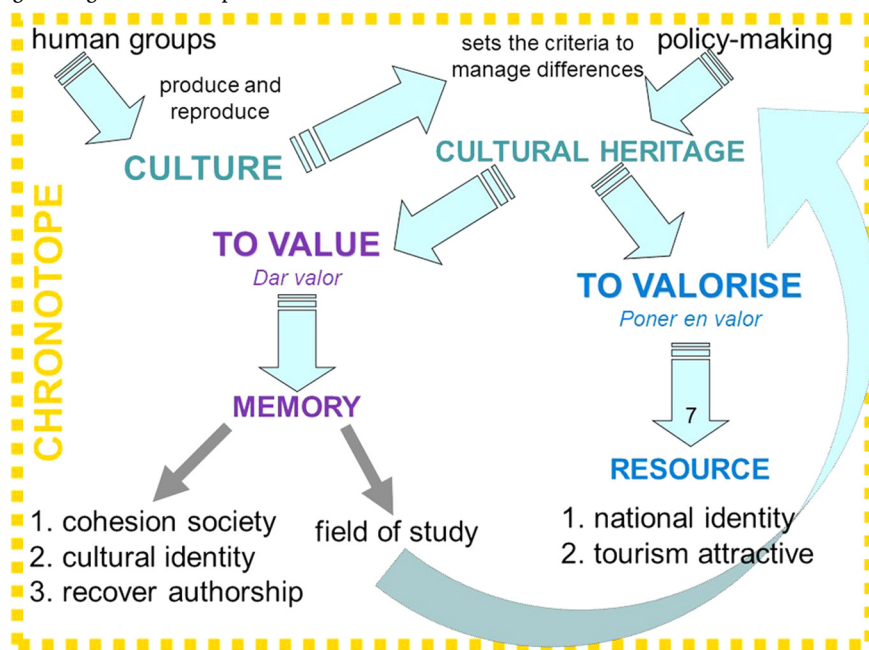 human groups
produce and
reproduce
sets the criteria to
manage differences
policy-making
CULTURE
CULTURAL HERITAGE
CHRONOTOPE
TO VALUE
Dar valor
TO VALORISE
Poner en valor
MEMORY
7
RESOURCE
1. cohesion society
2. cultural identity
3. recover authorship
field of study
1. national identity
2. tourism attractive